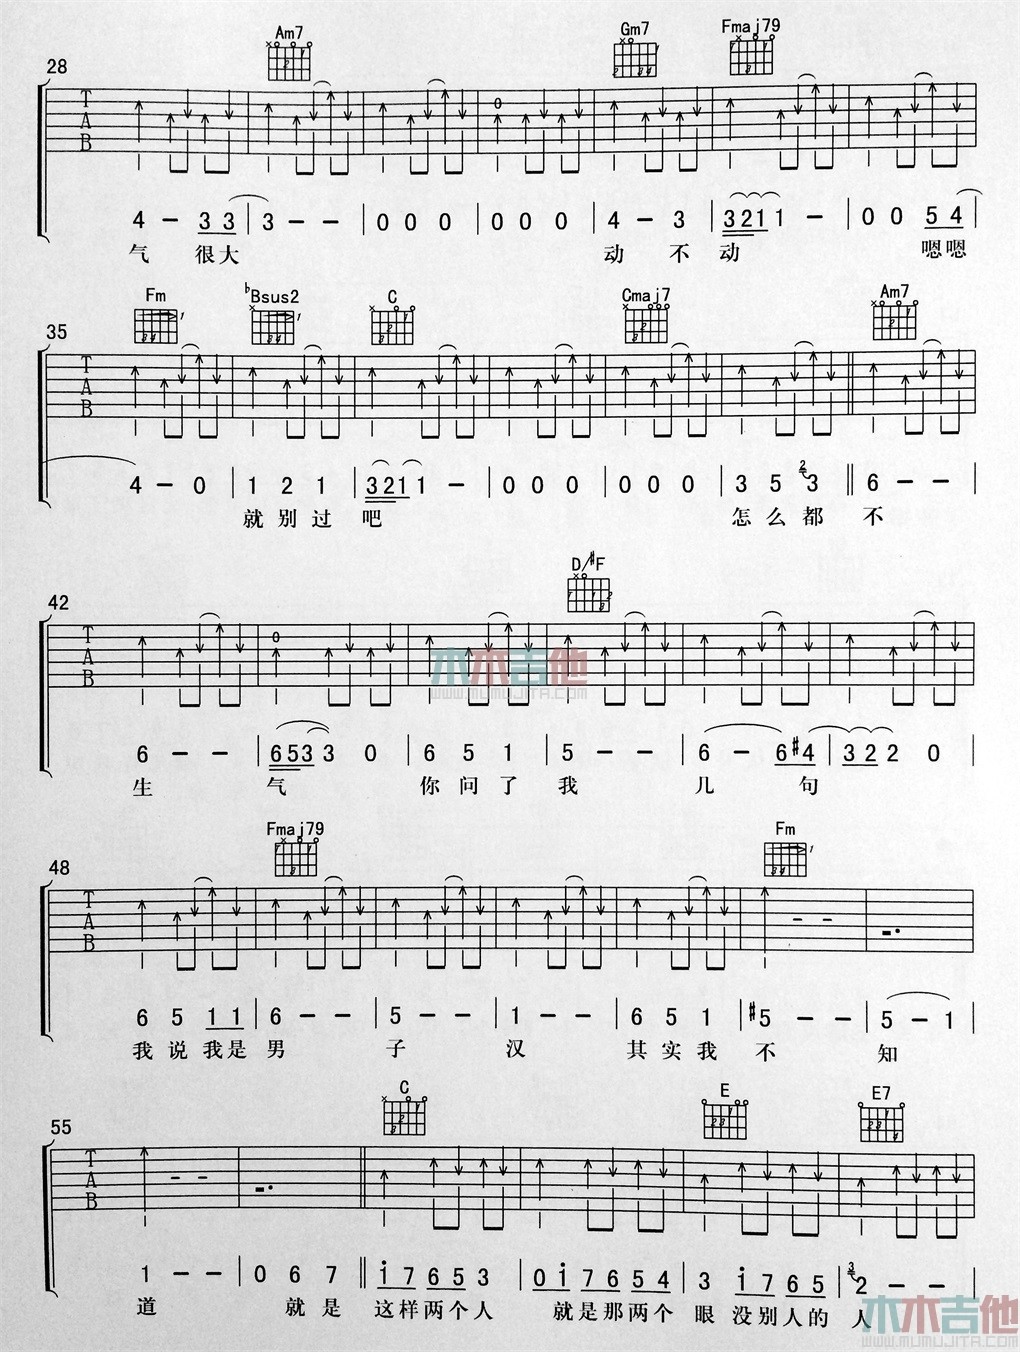 Am7 Gm7 Fmaj79
28
T
A
B
4 - 3 3 | 3 - - | 0 0 0 | 0 0 0 | 4 - 3 | 3 2 1 1 - | 0 0 5 4
气 很大 动 不 动 嗯嗯
Fm ♭Bsus2 C Cmaj7 Am7
35
T
A
B
4 - 0 | 1 2 1 | 3 2 1 1 - | 0 0 0 | 0 0 0 | 3 5 2 3 || 6 - - |
就 别 过 吧 怎 么 都 不
D/#F
42
T
A
B
木木吉他
WWW.MUMUJITA.COM
6 - - | 6 5 3 3 0 | 6 5 1 | 5 - - | 6 - 6 #4 | 3 2 2 0 |
生 气 你 问 了 我 几 句
Fmaj79 Fm
48
T
A
B
6 5 1 1 | 6 - - | 5 - - | 1 - - | 6 5 1 | #5 - - | 5 - 1 |
我 说 我是 男 子 汉 其 实 我 不 知
C E E7
55
T
A
B
1 - - | 0 6 7 || i 7 6 5 3 | 0 i 7 6 5 4 | 3 i 7 6 5 | 3 2 - -
道 就 是 这样 两个 人 就是 那两个 眼 没别 人的 人
木木吉他
WWW.MUMUJITA.COM